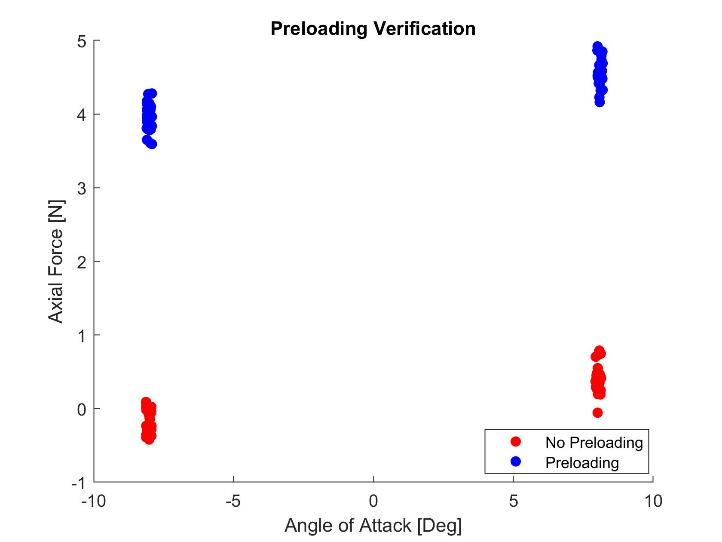 Preloading Verification
5
4
3
2
1
0
-1
Axial Force [N]
-10
-5
0
5
10
Angle of Attack [Deg]
No Preloading
Preloading